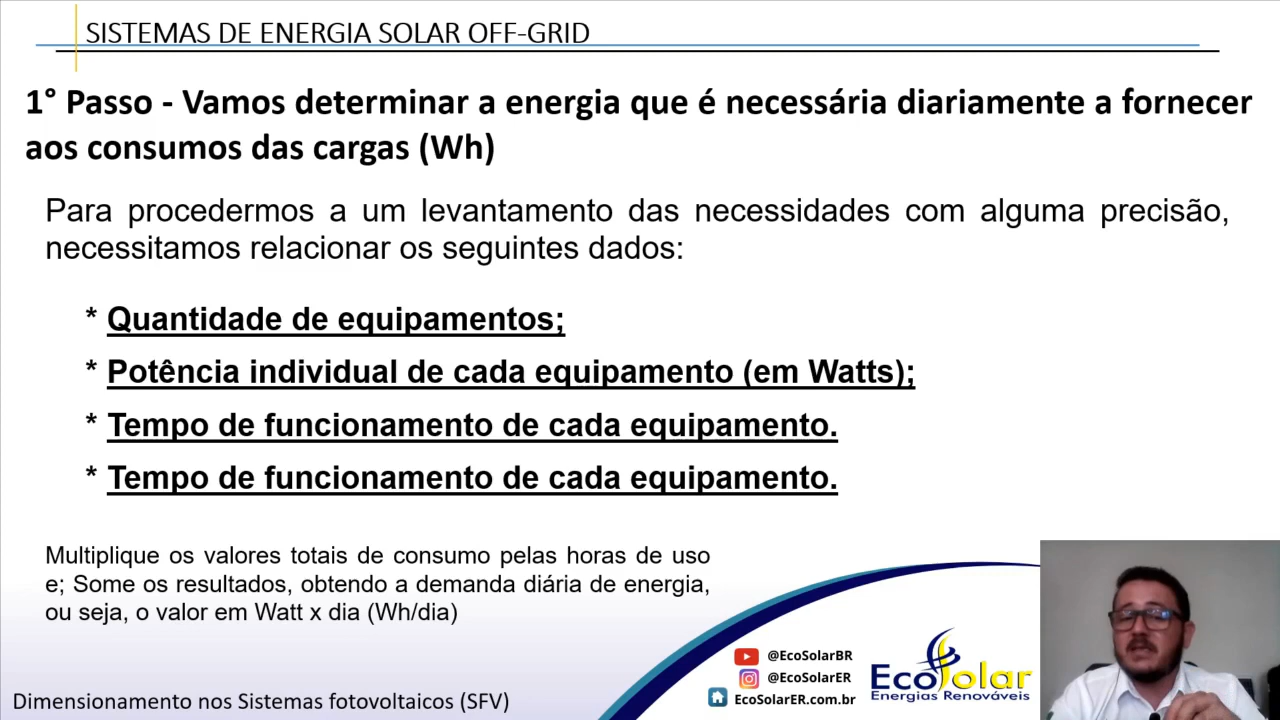 SISTEMAS DE ENERGIA SOLAR OFF-GRID
1° Passo - Vamos determinar a energia que é necessária diariamente a fornecer
aos consumos das cargas (Wh)
Para procedermos a um levantamento das necessidades com alguma precisão,
necessitamos relacionar os seguintes dados:
* Quantidade de equipamentos;
* Potência individual de cada equipamento (em Watts);
* Tempo de funcionamento de cada equipamento.
* Tempo de funcionamento de cada equipamento.
Multiplique os valores totais de consumo pelas horas de uso
e; Some os resultados, obtendo a demanda diária de energia,
ou seja, o valor em Watt x dia (Wh/dia)
@EcoSolarBR
@EcoSolarER
EcoSolarER.com.br
EcoSolar
Energias Renováveis
Dimensionamento nos Sistemas fotovoltaicos (SFV)